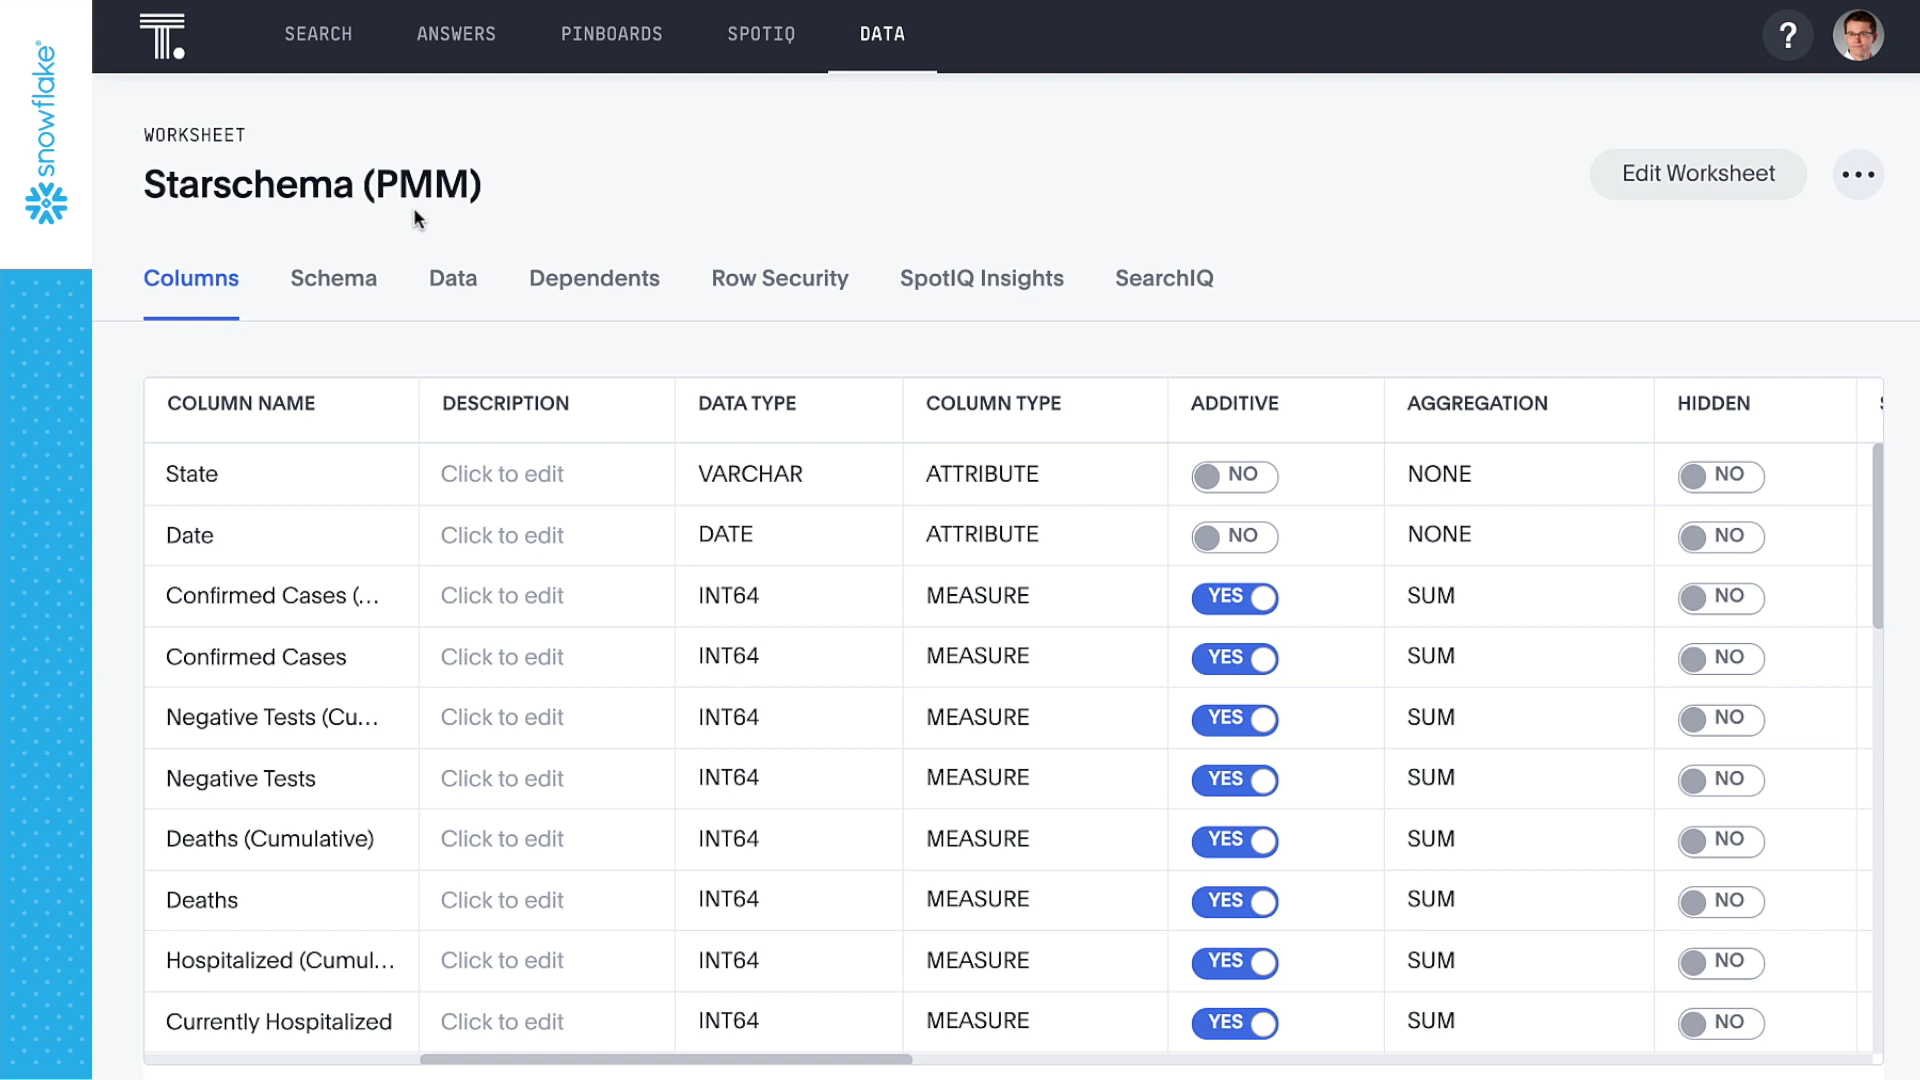 snowflake®
T.
SEARCH ANSWERS PINBOARDS SPOTIQ DATA ?
WORKSHEET
Starschema (PMM)
Edit Worksheet
Columns Schema Data Dependents Row Security SpotIQ Insights SearchIQ
COLUMN NAME DESCRIPTION DATA TYPE COLUMN TYPE ADDITIVE AGGREGATION HIDDEN
State Click to edit VARCHAR ATTRIBUTE NO NONE NO
Date Click to edit DATE ATTRIBUTE NO NONE NO
Confirmed Cases (... Click to edit INT64 MEASURE YES SUM NO
Confirmed Cases Click to edit INT64 MEASURE YES SUM NO
Negative Tests (Cu... Click to edit INT64 MEASURE YES SUM NO
Negative Tests Click to edit INT64 MEASURE YES SUM NO
Deaths (Cumulative) Click to edit INT64 MEASURE YES SUM NO
Deaths Click to edit INT64 MEASURE YES SUM NO
Hospitalized (Cumul... Click to edit INT64 MEASURE YES SUM NO
Currently Hospitalized Click to edit INT64 MEASURE YES SUM NO